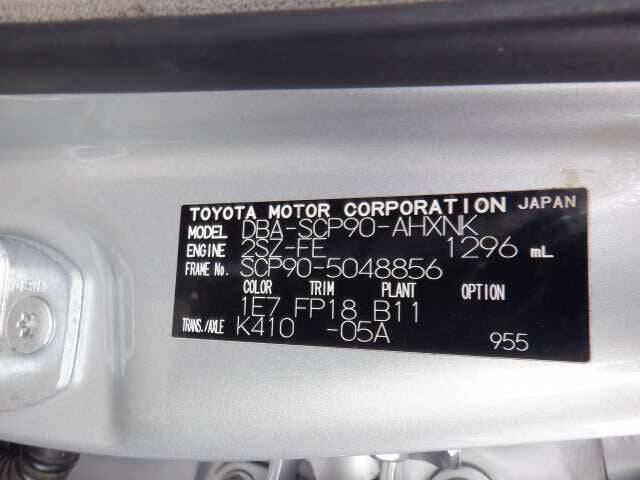 TOYOTA MOTOR CORPORATION JAPAN
MODEL DBA-SCP90-AHXNK
ENGINE 2SZ-FE 1296 mL
FRAME No. SCP90-5048856
COLOR TRIM PLANT OPTION
1E7 FP18 B11
TRANS./AXLE K410 -05A 955